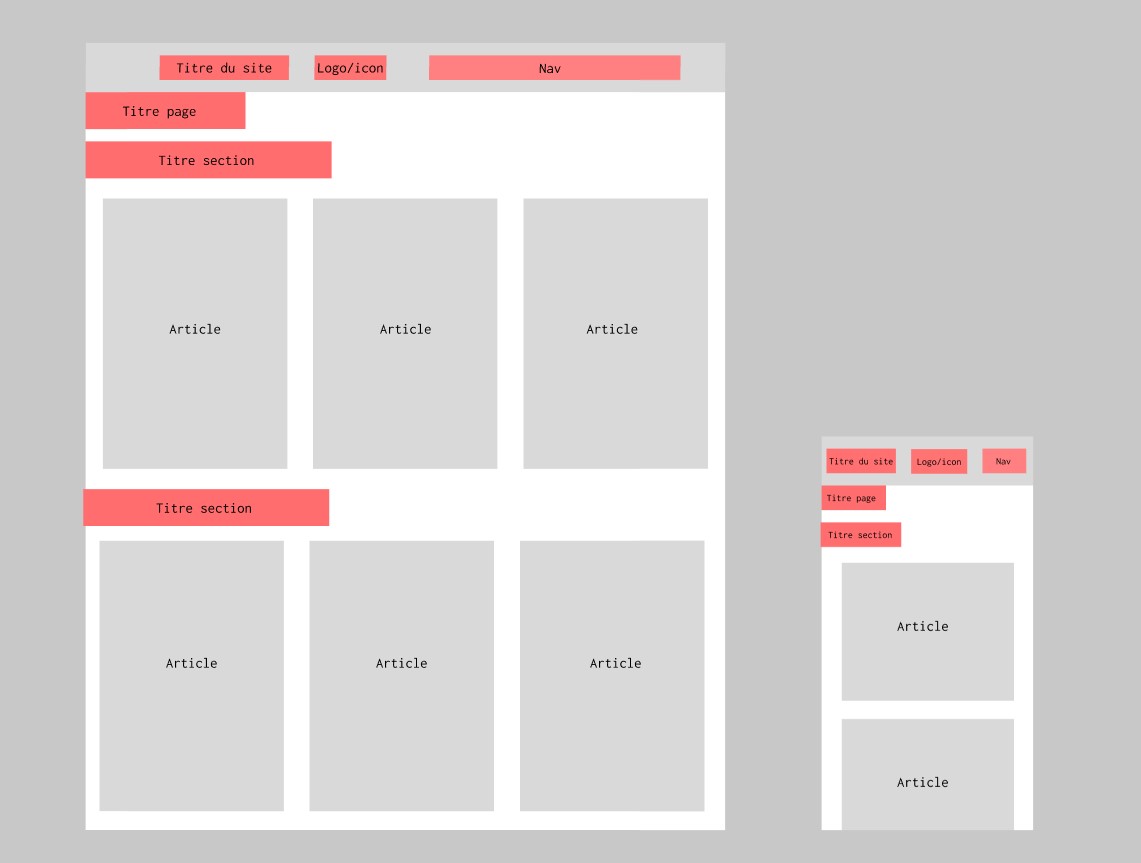 Titre du site
Logo/icon
Nav
Titre page
Titre section
Article
Article
Article
Titre section
Article
Article
Article
Titre du site
Logo/icon
Nav
Titre page
Titre section
Article
Article